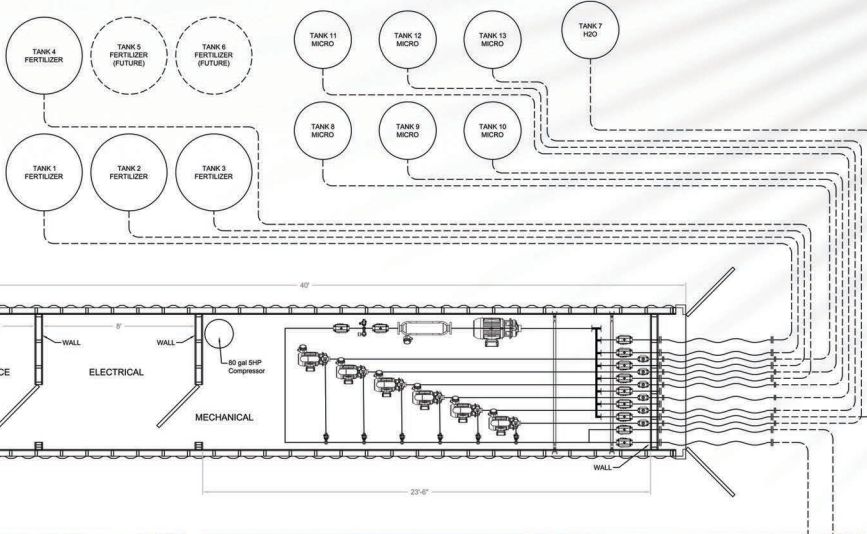 TANK 4
FERTILIZER
TANK 5
FERTILIZER
(FUTURE)
TANK 6
FERTILIZER
(FUTURE)
TANK 11
MICRO
TANK 12
MICRO
TANK 13
MICRO
TANK 7
H2O
TANK 1
FERTILIZER
TANK 2
FERTILIZER
TANK 3
FERTILIZER
TANK 8
MICRO
TANK 9
MICRO
TANK 10
MICRO
40'
8'
WALL
WALL
80 gal 5HP
Compressor
CE
ELECTRICAL
MECHANICAL
WALL
23'-6"